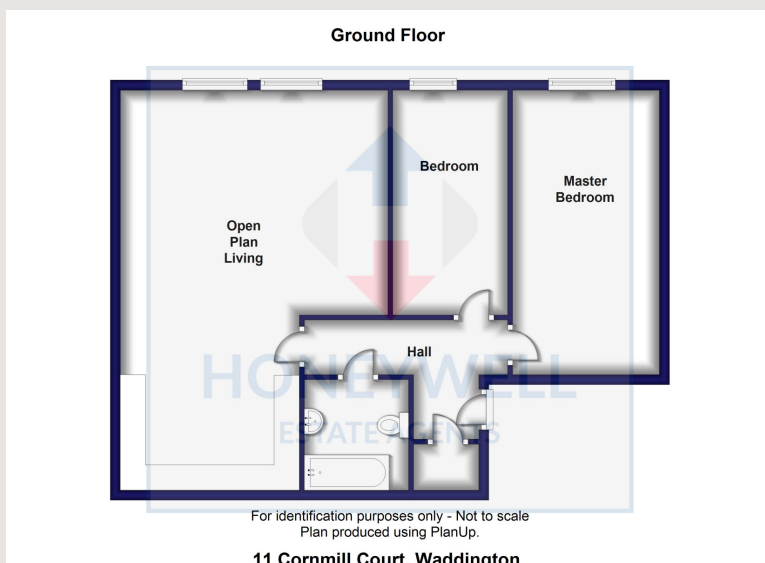 Ground Floor
Bedroom
Master
Bedroom
Open
Plan
Living
Hall
HONEYWELL
ESTATE AGENTS
For identification purposes only - Not to scale
Plan produced using PlanUp.
11 Cornmill Court, Waddington